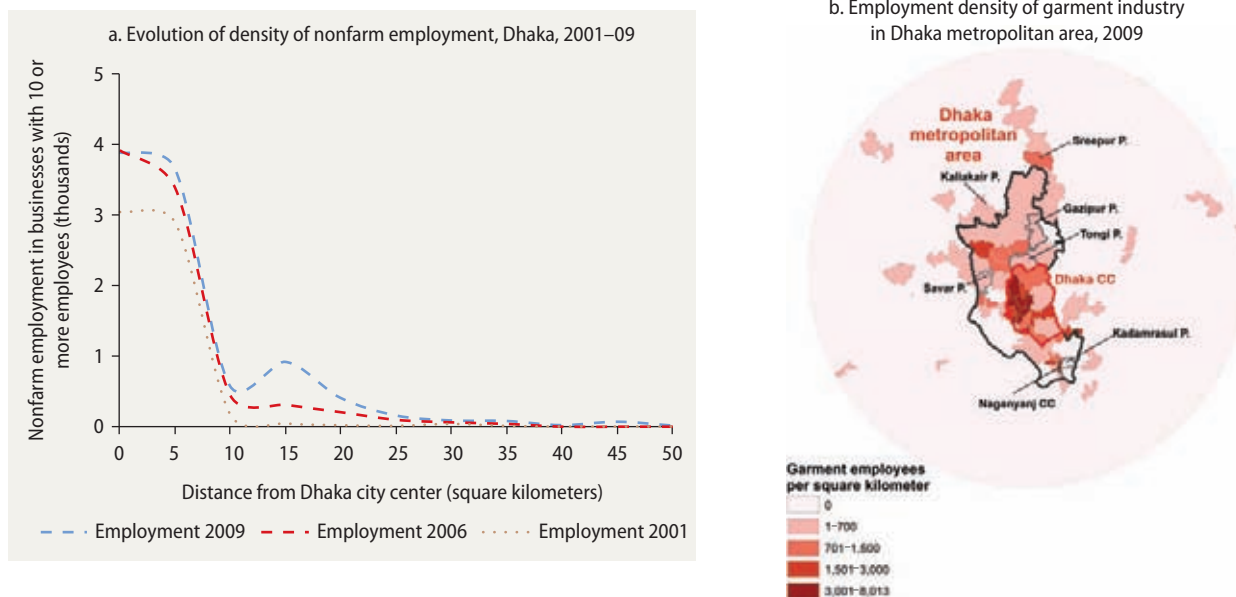 a. Evolution of density of nonfarm employment, Dhaka, 2001–09
Nonfarm employment in businesses with 10 or
more employees (thousands)
5
4
3
2
1
0
0 5 10 15 20 25 30 35 40 45 50
Distance from Dhaka city center (square kilometers)
Employment 2009 Employment 2006 Employment 2001
b. Employment density of garment industry
in Dhaka metropolitan area, 2009
Dhaka
metropolitan
area
Sreepur P.
Kaliakair P.
Gazipur P.
Tongi P.
Dhaka CC
Savar P.
Kadamrasul P.
Naganyanj CC
Garment employees
per square kilometer
0
1–700
701–1,500
1,501–3,000
3,001–8,013